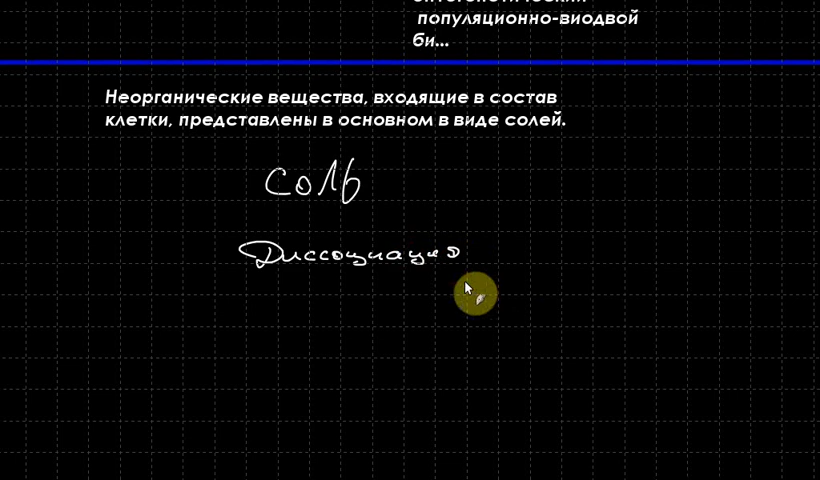 популяционно-виодвой
би...
Неорганические вещества, входящие в состав
клетки, представлены в основном в виде солей.
соль
Диссоциация